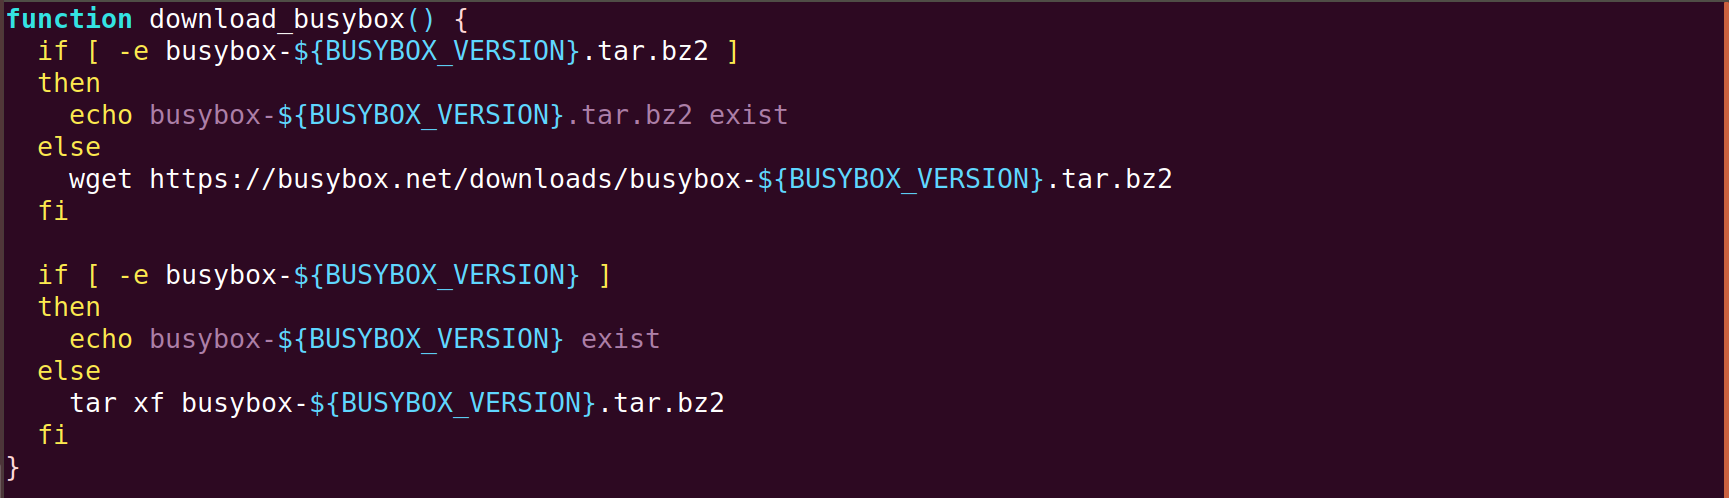 function download_busybox() {
  if [ -e busybox-${BUSYBOX_VERSION}.tar.bz2 ]
  then
    echo busybox-${BUSYBOX_VERSION}.tar.bz2 exist
  else
    wget https://busybox.net/downloads/busybox-${BUSYBOX_VERSION}.tar.bz2
  fi

  if [ -e busybox-${BUSYBOX_VERSION} ]
  then
    echo busybox-${BUSYBOX_VERSION} exist
  else
    tar xf busybox-${BUSYBOX_VERSION}.tar.bz2
  fi
}